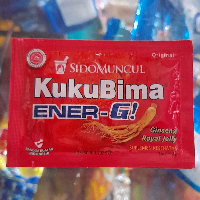 Original
SIDOMUNCUL
KukuBima
ENER-G!
Ginseng
Royal Jelly